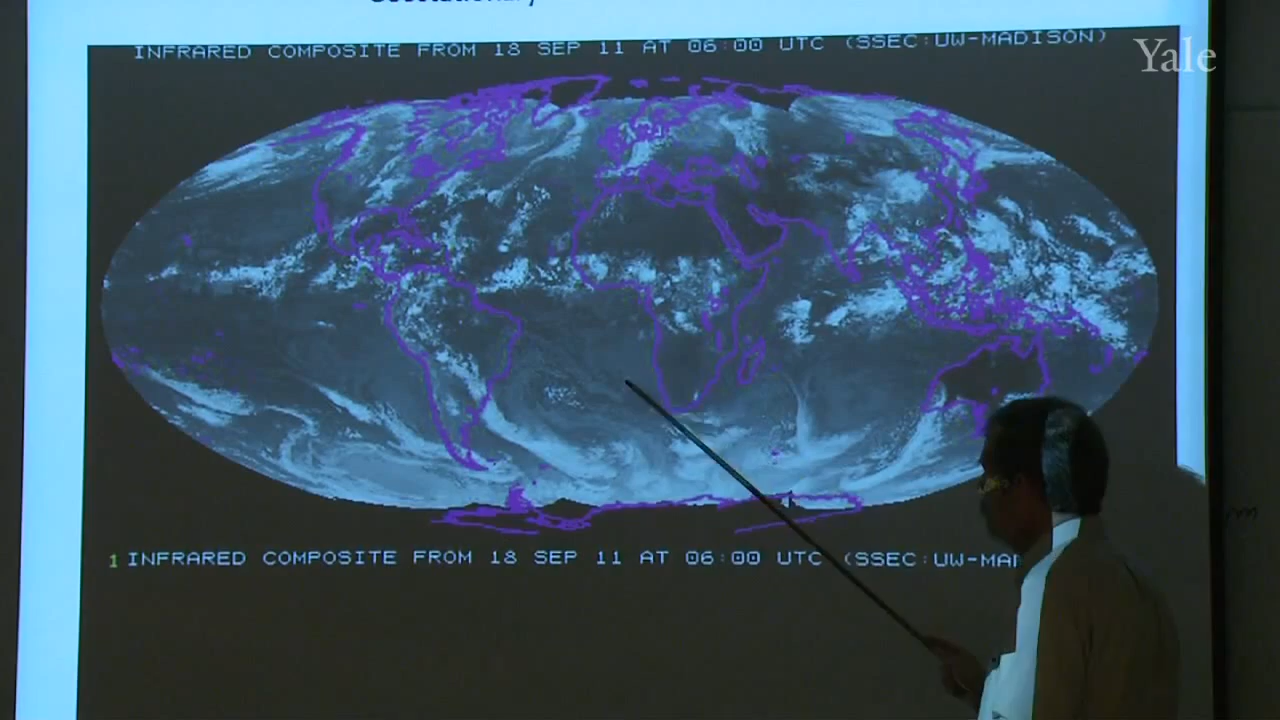 INFRARED COMPOSITE FROM 18 SEP 11 AT 06:00 UTC (SSEC:UW-MADISON)
Yale
1 INFRARED COMPOSITE FROM 18 SEP 11 AT 06:00 UTC (SSEC:UW-MA